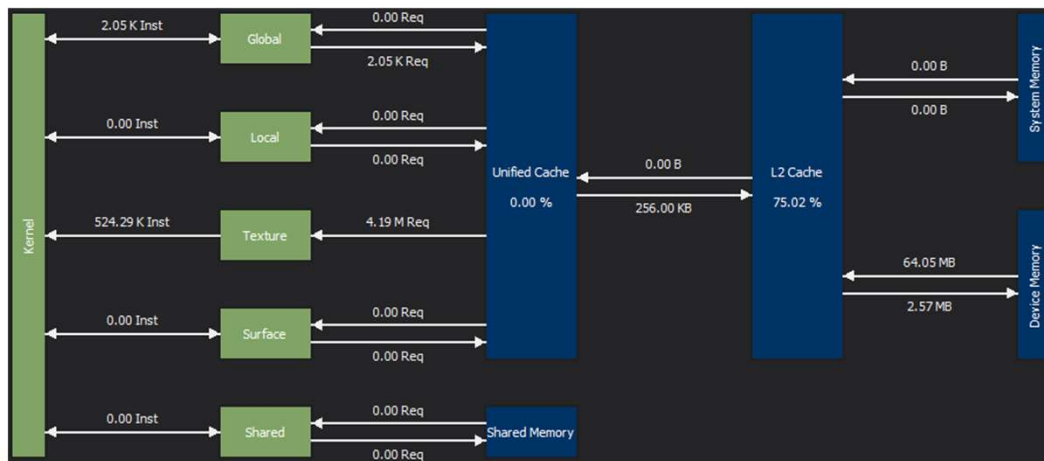 Kernel
2.05 K Inst
Global
0.00 Req
2.05 K Req
0.00 Inst
Local
0.00 Req
0.00 Req
524.29 K Inst
Texture
4.19 M Req
0.00 Inst
Surface
0.00 Req
0.00 Req
0.00 Inst
Shared
0.00 Req
0.00 Req
Unified Cache
0.00 %
Shared Memory
0.00 B
256.00 KB
L2 Cache
75.02 %
0.00 B
0.00 B
System Memory
64.05 MB
2.57 MB
Device Memory